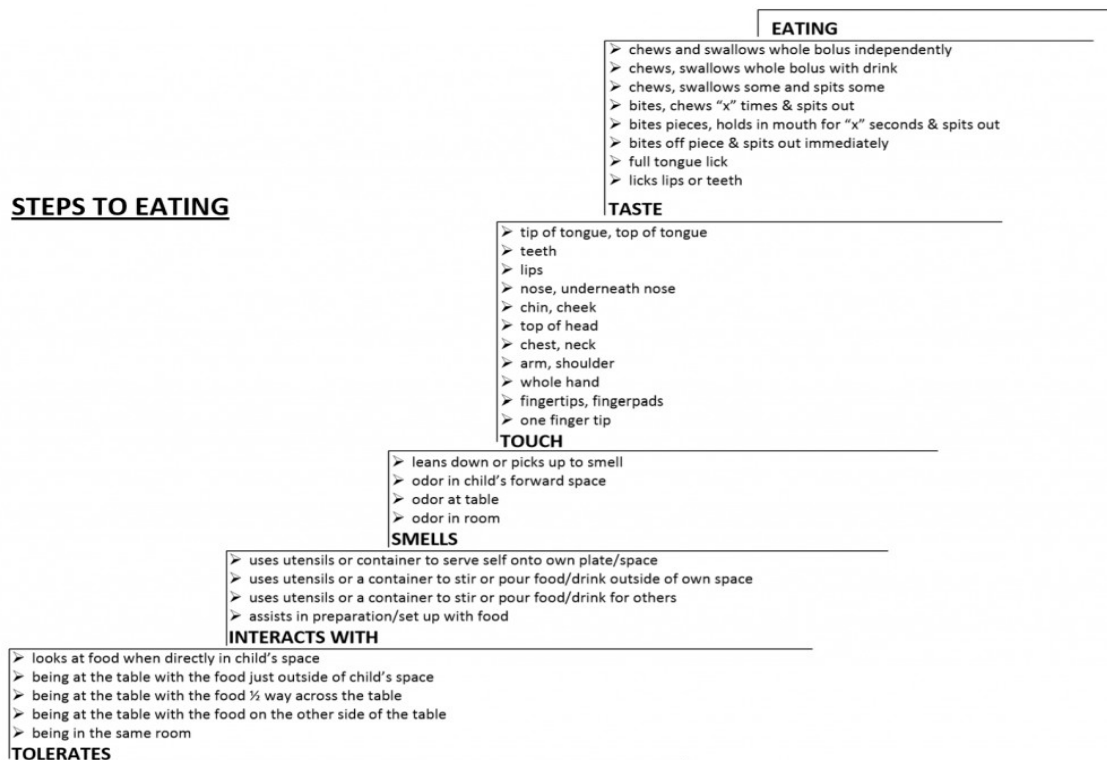 EATING
➢ chews and swallows whole bolus independently
➢ chews, swallows whole bolus with drink
➢ chews, swallows some and spits some
➢ bites, chews “x” times & spits out
➢ bites pieces, holds in mouth for “x” seconds & spits out
➢ bites off piece & spits out immediately
➢ full tongue lick
➢ licks lips or teeth
STEPS TO EATING
TASTE
➢ tip of tongue, top of tongue
➢ teeth
➢ lips
➢ nose, underneath nose
➢ chin, cheek
➢ top of head
➢ chest, neck
➢ arm, shoulder
➢ whole hand
➢ fingertips, fingerpads
➢ one finger tip
TOUCH
➢ leans down or picks up to smell
➢ odor in child’s forward space
➢ odor at table
➢ odor in room
SMELLS
➢ uses utensils or container to serve self onto own plate/space
➢ uses utensils or a container to stir or pour food/drink outside of own space
➢ uses utensils or a container to stir or pour food/drink for others
➢ assists in preparation/set up with food
INTERACTS WITH
➢ looks at food when directly in child’s space
➢ being at the table with the food just outside of child’s space
➢ being at the table with the food ½ way across the table
➢ being at the table with the food on the other side of the table
➢ being in the same room
TOLERATES